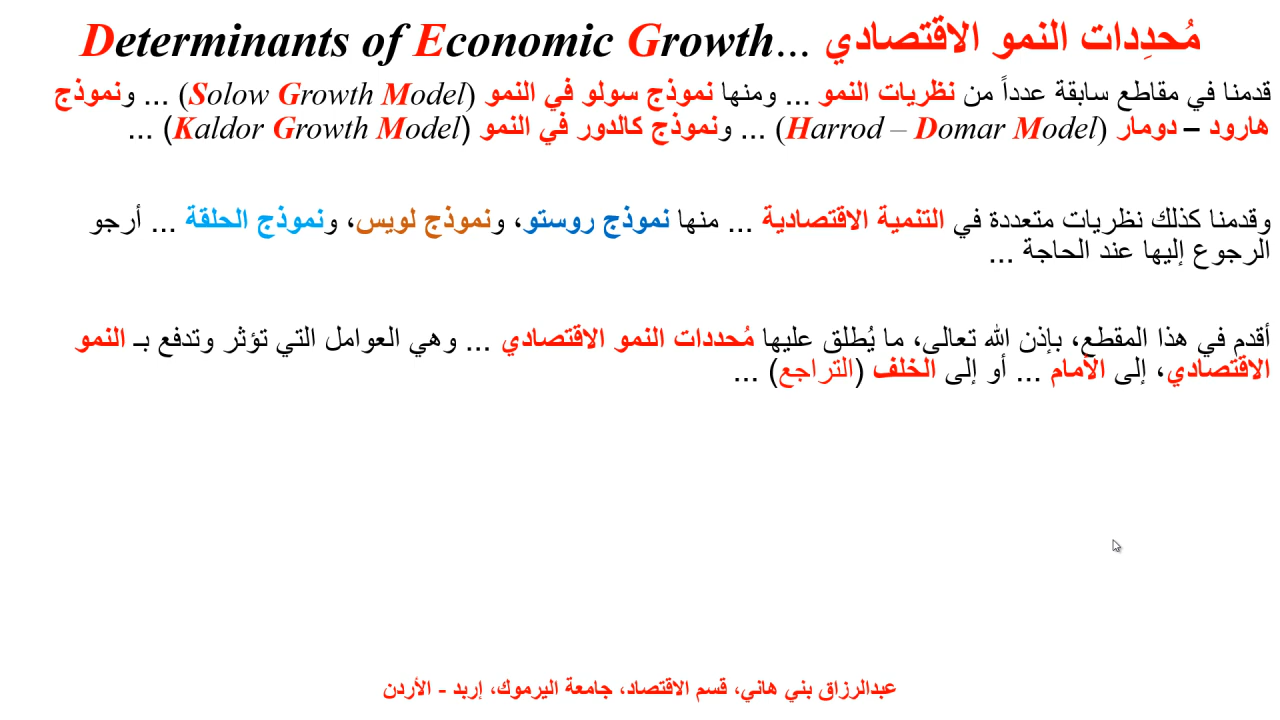 مُحدِدات النمو الاقتصادي ...Determinants of Economic Growth
قدمنا في مقاطع سابقة عدداً من نظريات النمو ... ومنها نموذج سولو في النمو (Solow Growth Model) ... ونموذج
هارود – دومار (Harrod – Domar Model) ... ونموذج كالدور في النمو (Kaldor Growth Model) ...
وقدمنا كذلك نظريات متعددة في التنمية الاقتصادية ... منها نموذج روستو، ونموذج لويس، ونموذج الحلقة ... أرجو
الرجوع إليها عند الحاجة ...
أقدم في هذا المقطع، بإذن الله تعالى، ما يُطلق عليها مُحددات النمو الاقتصادي ... وهي العوامل التي تؤثر وتدفع بـ النمو
الاقتصادي، إلى الأمام ... أو إلى الخلف (التراجع) ...
عبدالرزاق بني هاني، قسم الاقتصاد، جامعة اليرموك، إربد - الأردن